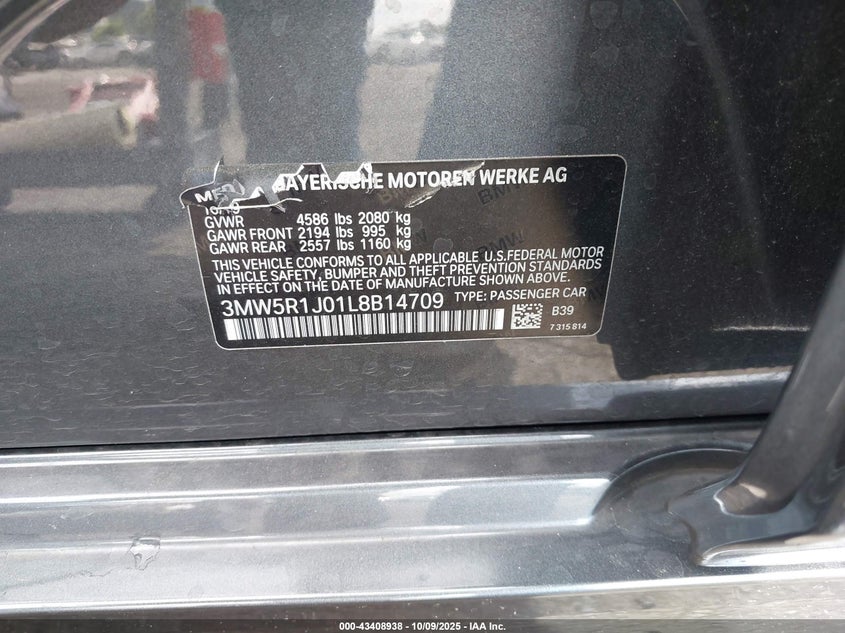 BAYERISCHE MOTOREN WERKE AG
10/19
GVWR 4586 lbs 2080 kg
GAWR FRONT 2194 lbs 995 kg
GAWR REAR 2557 lbs 1160 kg
THIS VEHICLE CONFORMS TO ALL APPLICABLE U.S.FEDERAL MOTOR
VEHICLE SAFETY, BUMPER AND THEFT PREVENTION STANDARDS
IN EFFECT ON THE DATE OF MANUFACTURE SHOWN ABOVE.
3MW5R1J01L8B14709 TYPE: PASSENGER CAR
B39
7 315 814
000-43408938 - 10/09/2025 - IAA Inc.